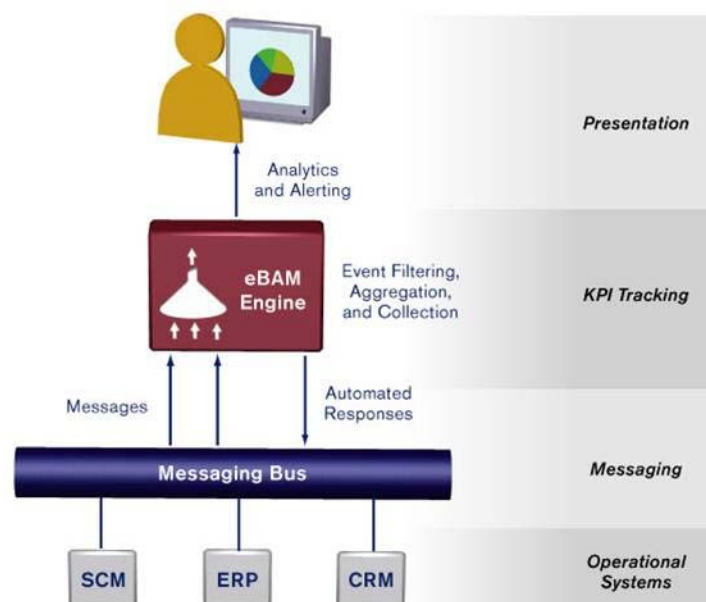 Presentation
Analytics
and Alerting
eBAM
Engine
Event Filtering,
Aggregation,
and Collection
KPI Tracking
Messages
Automated
Responses
Messaging Bus
Messaging
SCM
ERP
CRM
Operational
Systems